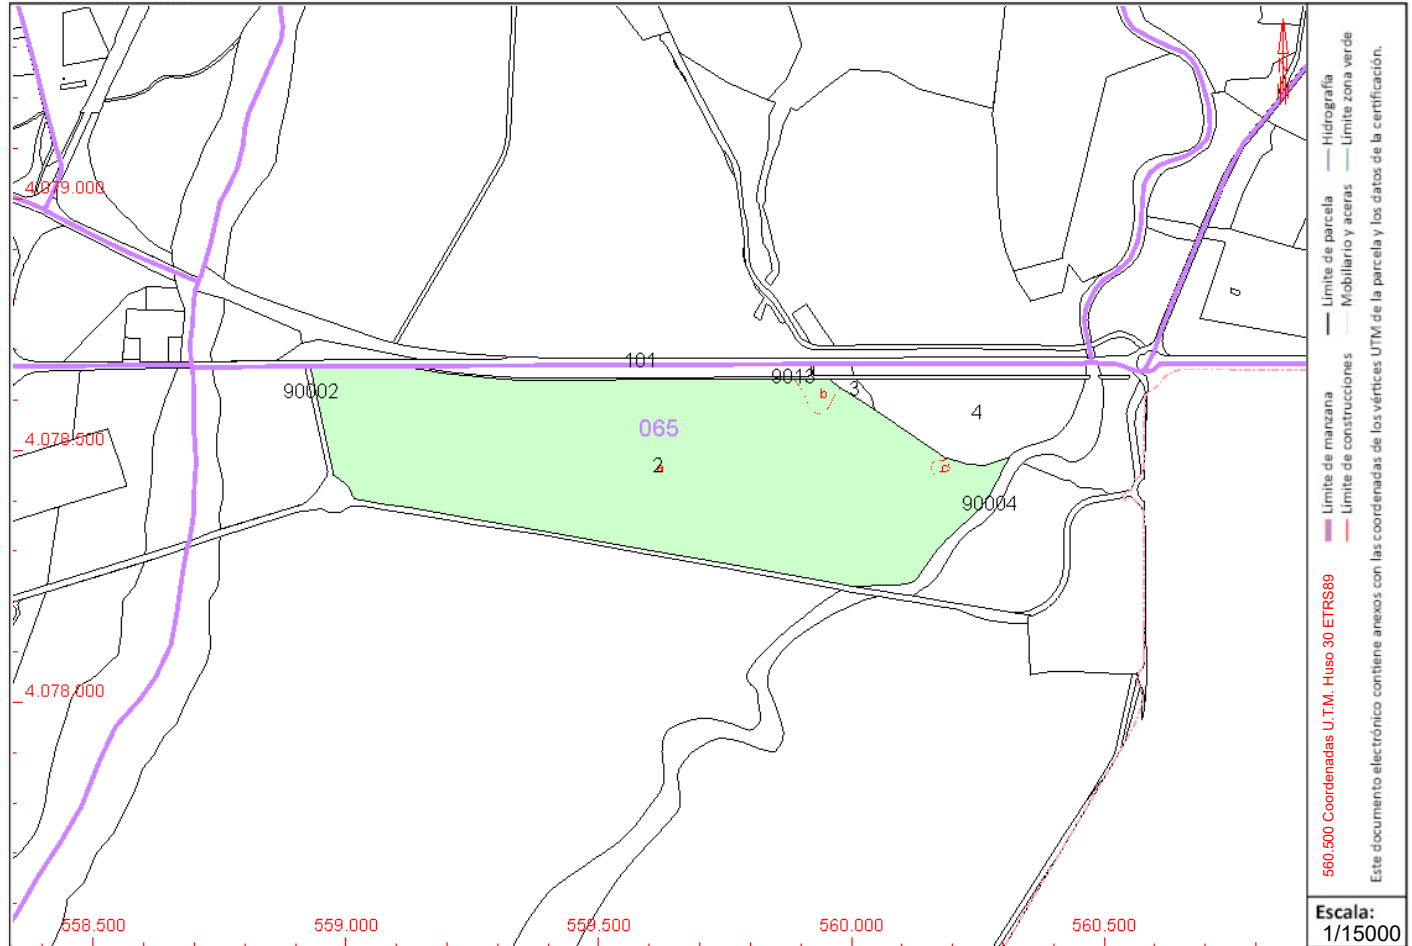 4.079.000
101
9013
90002
3
b
4
065
4.078.500
2
a
90004
4.078.000
558.500
559.000
559.500
560.000
560.500
Límite de manzana
Límite de parcela
Hidrografía
Límite de construcciones
Mobiliario y aceras
Límite zona verde
560.500 Coordenadas U.T.M. Huso 30 ETRS89
Este documento electrónico contiene anexos con las coordenadas de los vértices UTM de la parcela y los datos de la certificación.
Escala:
1/15000